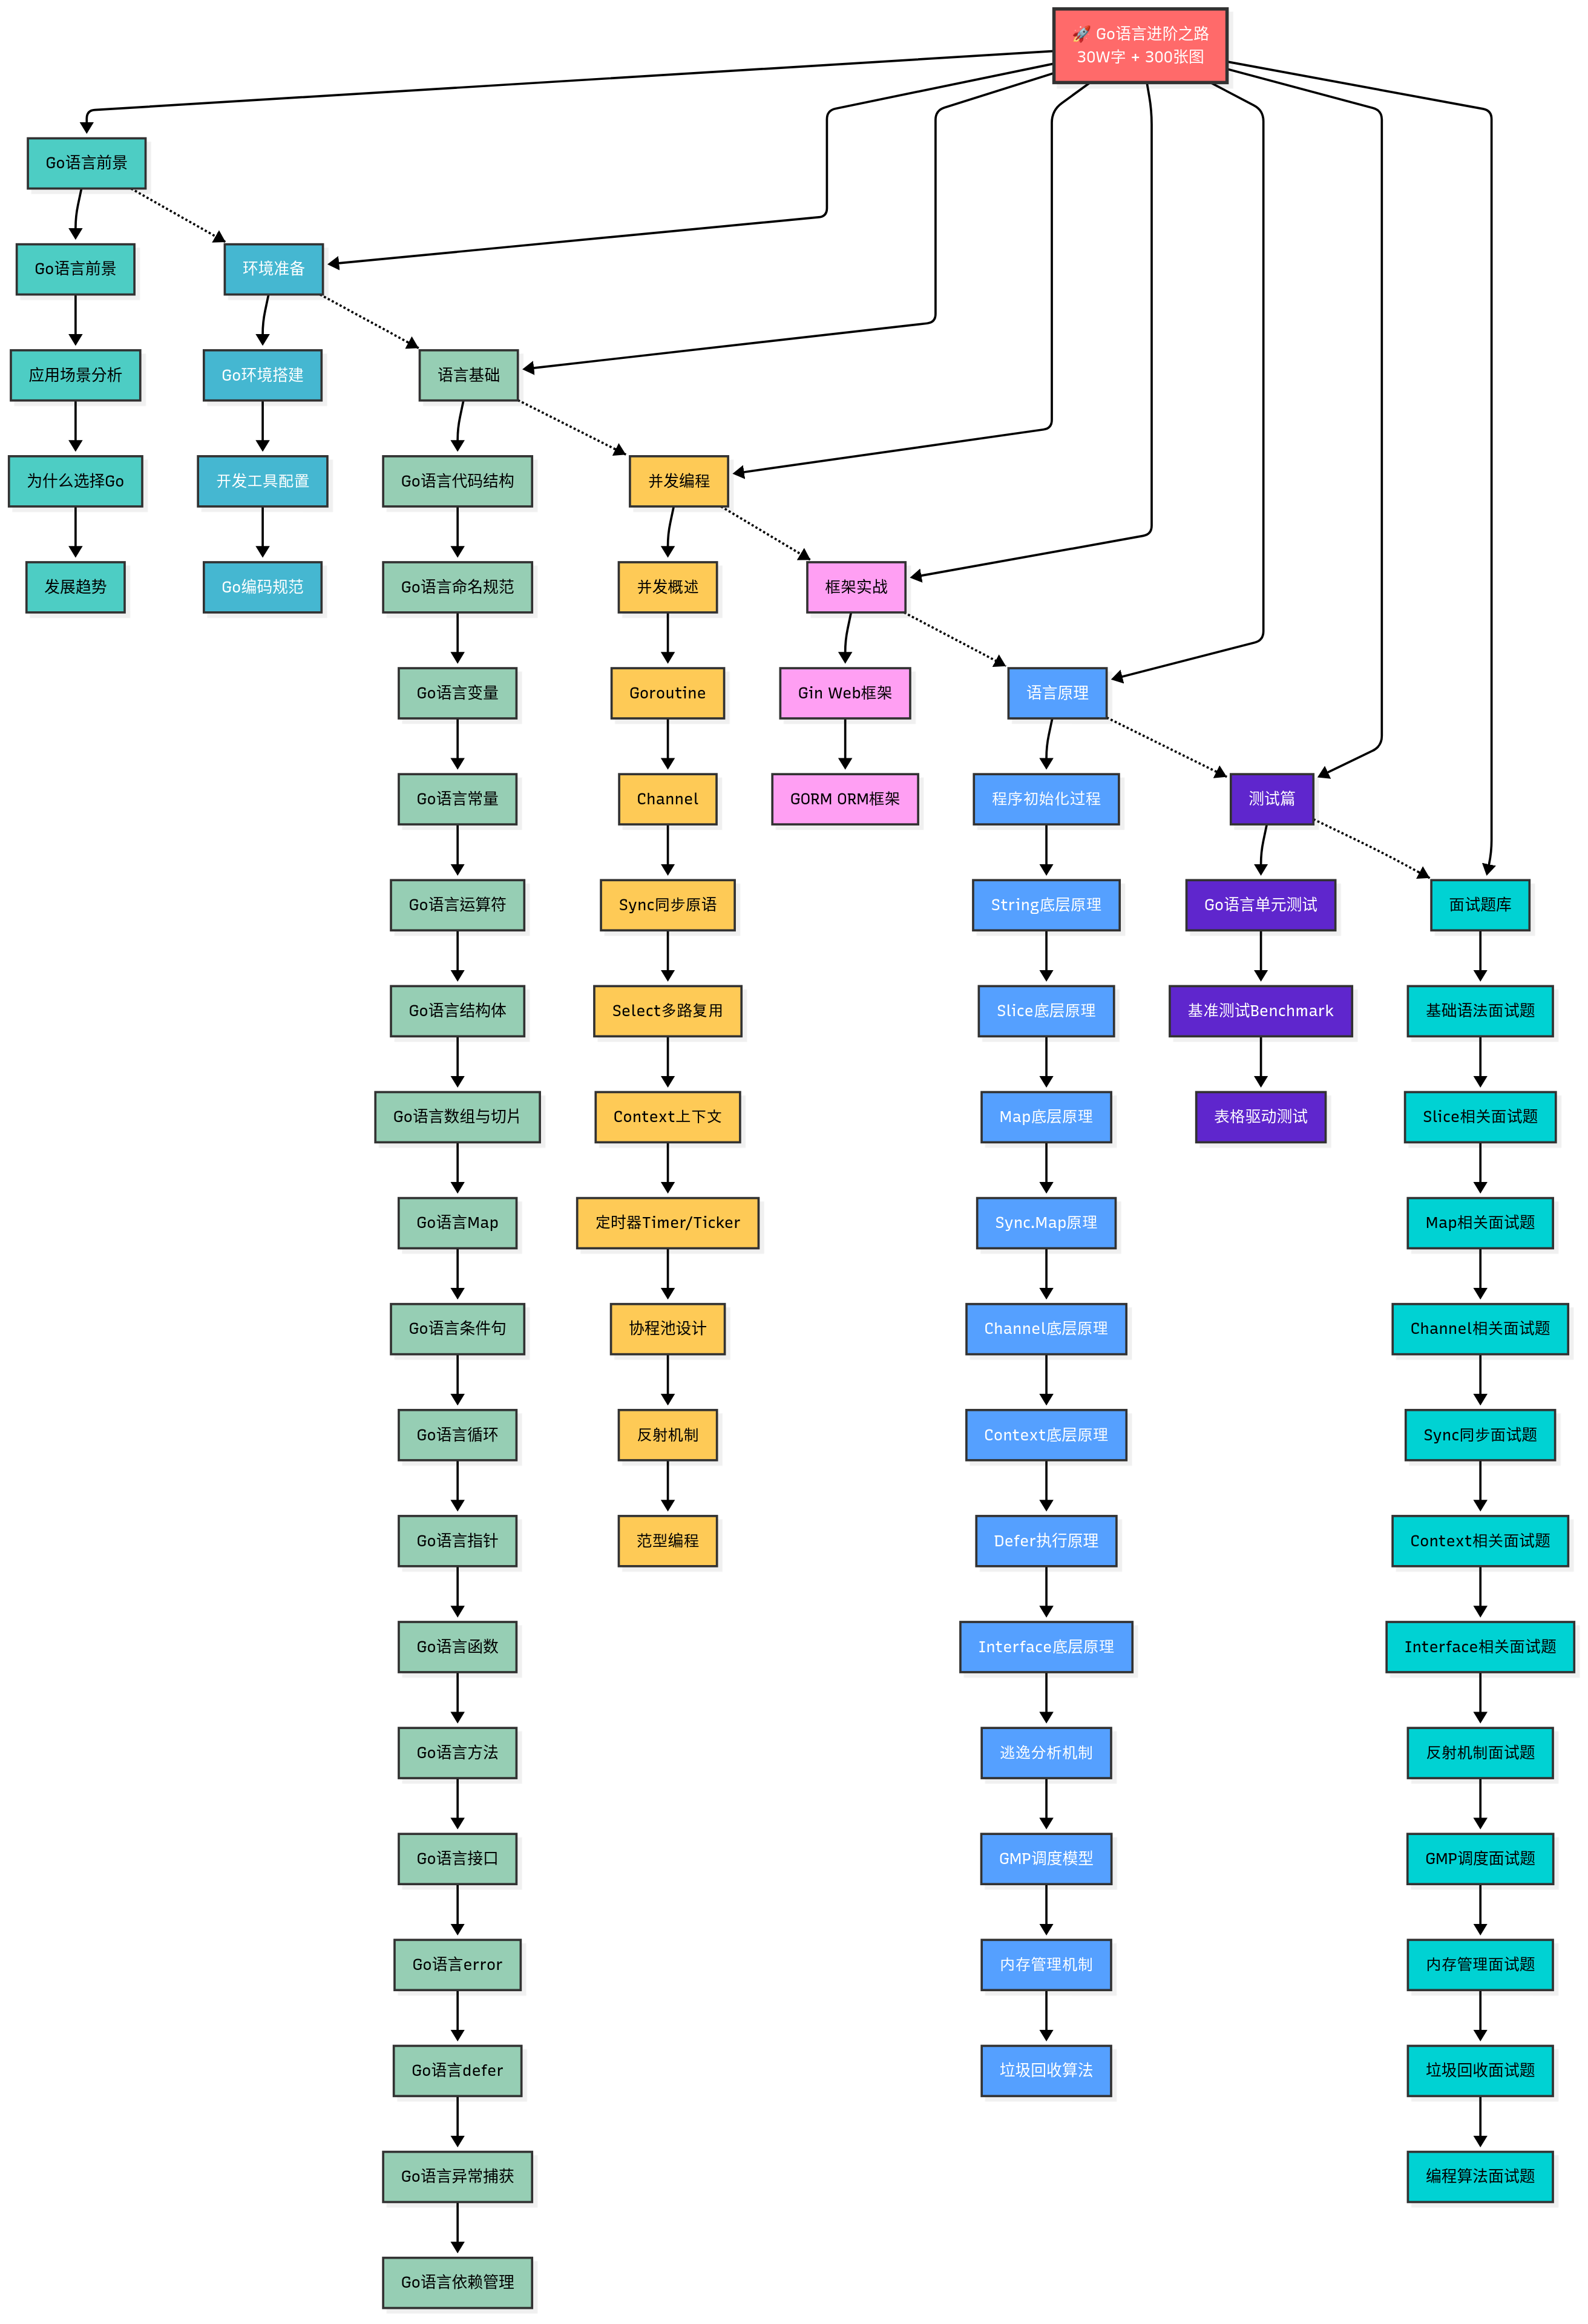 🚀 Go语言进阶之路
30W字 + 300张图
Go语言前景
Go语言前景
应用场景分析
为什么选择Go
发展趋势
环境准备
Go环境搭建
开发工具配置
Go编码规范
语言基础
Go语言代码结构
Go语言命名规范
Go语言变量
Go语言常量
Go语言运算符
Go语言结构体
Go语言数组与切片
Go语言Map
Go语言条件句
Go语言循环
Go语言指针
Go语言函数
Go语言方法
Go语言接口
Go语言error
Go语言defer
Go语言异常捕获
Go语言依赖管理
并发编程
并发概述
Goroutine
Channel
Sync同步原语
Select多路复用
Context上下文
定时器Timer/Ticker
协程池设计
反射机制
范型编程
框架实战
Gin Web框架
GORM ORM框架
语言原理
程序初始化过程
String底层原理
Slice底层原理
Map底层原理
Sync.Map原理
Channel底层原理
Context底层原理
Defer执行原理
Interface底层原理
逃逸分析机制
GMP调度模型
内存管理机制
垃圾回收算法
测试篇
Go语言单元测试
基准测试Benchmark
表格驱动测试
面试题库
基础语法面试题
Slice相关面试题
Map相关面试题
Channel相关面试题
Sync同步面试题
Context相关面试题
Interface相关面试题
反射机制面试题
GMP调度面试题
内存管理面试题
垃圾回收面试题
编程算法面试题